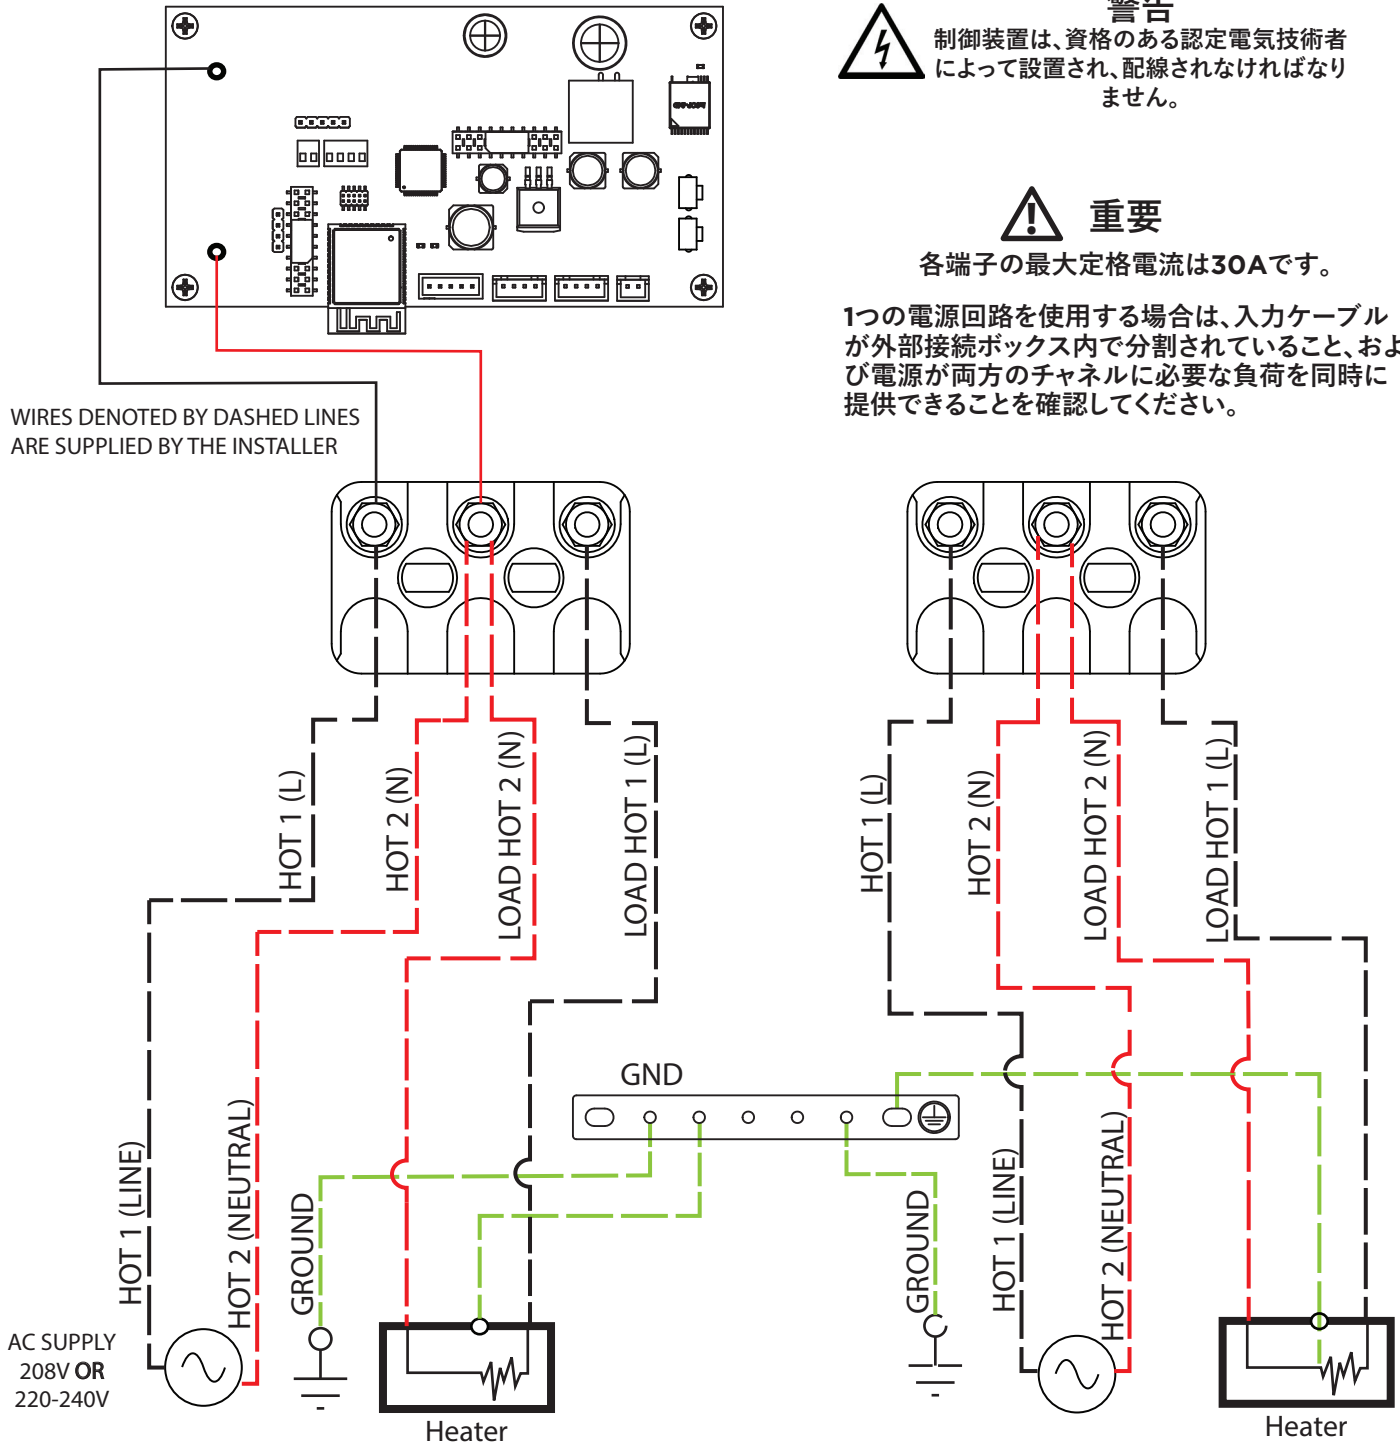 警告
制御装置は、資格のある認定電気技術者
によって設置され、配線されなければなり
ません。
重要
各端子の最大定格電流は30Aです。
1つの電源回路を使用する場合は、入力ケーブル
が外部接続ボックス内で分割されていること、およ
び電源が両方のチャネルに必要な負荷を同時に
提供できることを確認してください。
WIRES DENOTED BY DASHED LINES
ARE SUPPLIED BY THE INSTALLER
HOT 1 (L)
HOT 2 (N)
LOAD HOT 2 (N)
LOAD HOT 1 (L)
HOT 1 (L)
HOT 2 (N)
LOAD HOT 2 (N)
LOAD HOT 1 (L)
GND
HOT 1 (LINE)
HOT 2 (NEUTRAL)
GROUND
GROUND
HOT 1 (LINE)
HOT 2 (NEUTRAL)
AC SUPPLY
208V OR
220-240V
Heater
Heater